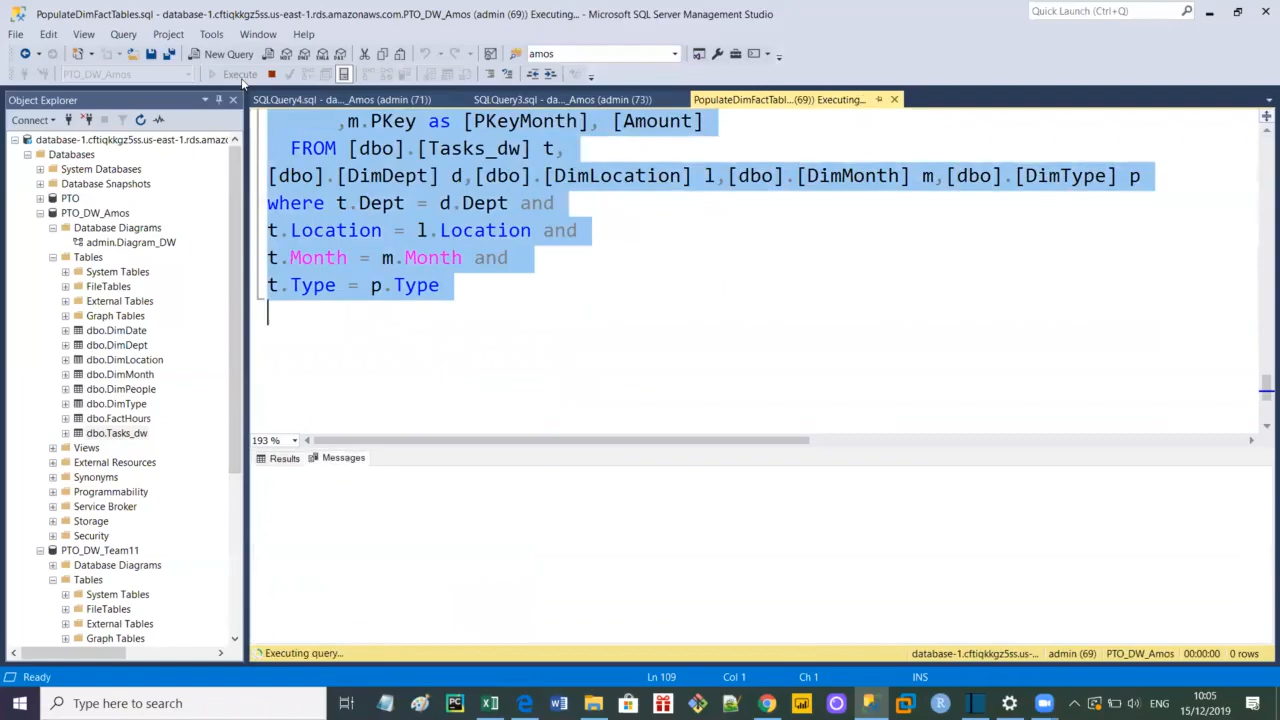 PopulateDimFactTables.sql - database-1.cftiqkkgz5ss.us-east-1.rds.amazonaws.com.PTO_DW_Amos (admin (69)) Executing... - Microsoft SQL Server Management Studio
Quick Launch (Ctrl+Q)
File Edit View Query Project Tools Window Help
New Query
amos
PTO_DW_Amos
Execute
Object Explorer
SQLQuery4.sql - da..._Amos (admin (71))
SQLQuery3.sql - da..._Amos (admin (73))
PopulateDimFactTabl...(69)) Executing...
Connect
database-1.cftiqkkgz5ss.us-east-1.rds.amazo
Databases
System Databases
Database Snapshots
PTO
PTO_DW_Amos
Database Diagrams
admin.Diagram_DW
Tables
System Tables
FileTables
External Tables
Graph Tables
dbo.DimDate
dbo.DimDept
dbo.DimLocation
dbo.DimMonth
dbo.DimPeople
dbo.DimType
dbo.FactHours
dbo.Tasks_dw
Views
External Resources
Synonyms
Programmability
Service Broker
Storage
Security
PTO_DW_Team11
Database Diagrams
Tables
System Tables
FileTables
External Tables
Graph Tables
,m.PKey as [PKeyMonth], [Amount]
FROM [dbo].[Tasks_dw] t,
[dbo].[DimDept] d,[dbo].[DimLocation] l,[dbo].[DimMonth] m,[dbo].[DimType] p
where t.Dept = d.Dept and
t.Location = l.Location and
t.Month = m.Month and
t.Type = p.Type
193 %
Results Messages
Executing query...
database-1.cftiqkkgz5ss.us-...
admin (69)
PTO_DW_Amos
00:00:00
0 rows
Ready
Ln 109
Col 1
Ch 1
INS
Type here to search
ENG
10:05
15/12/2019